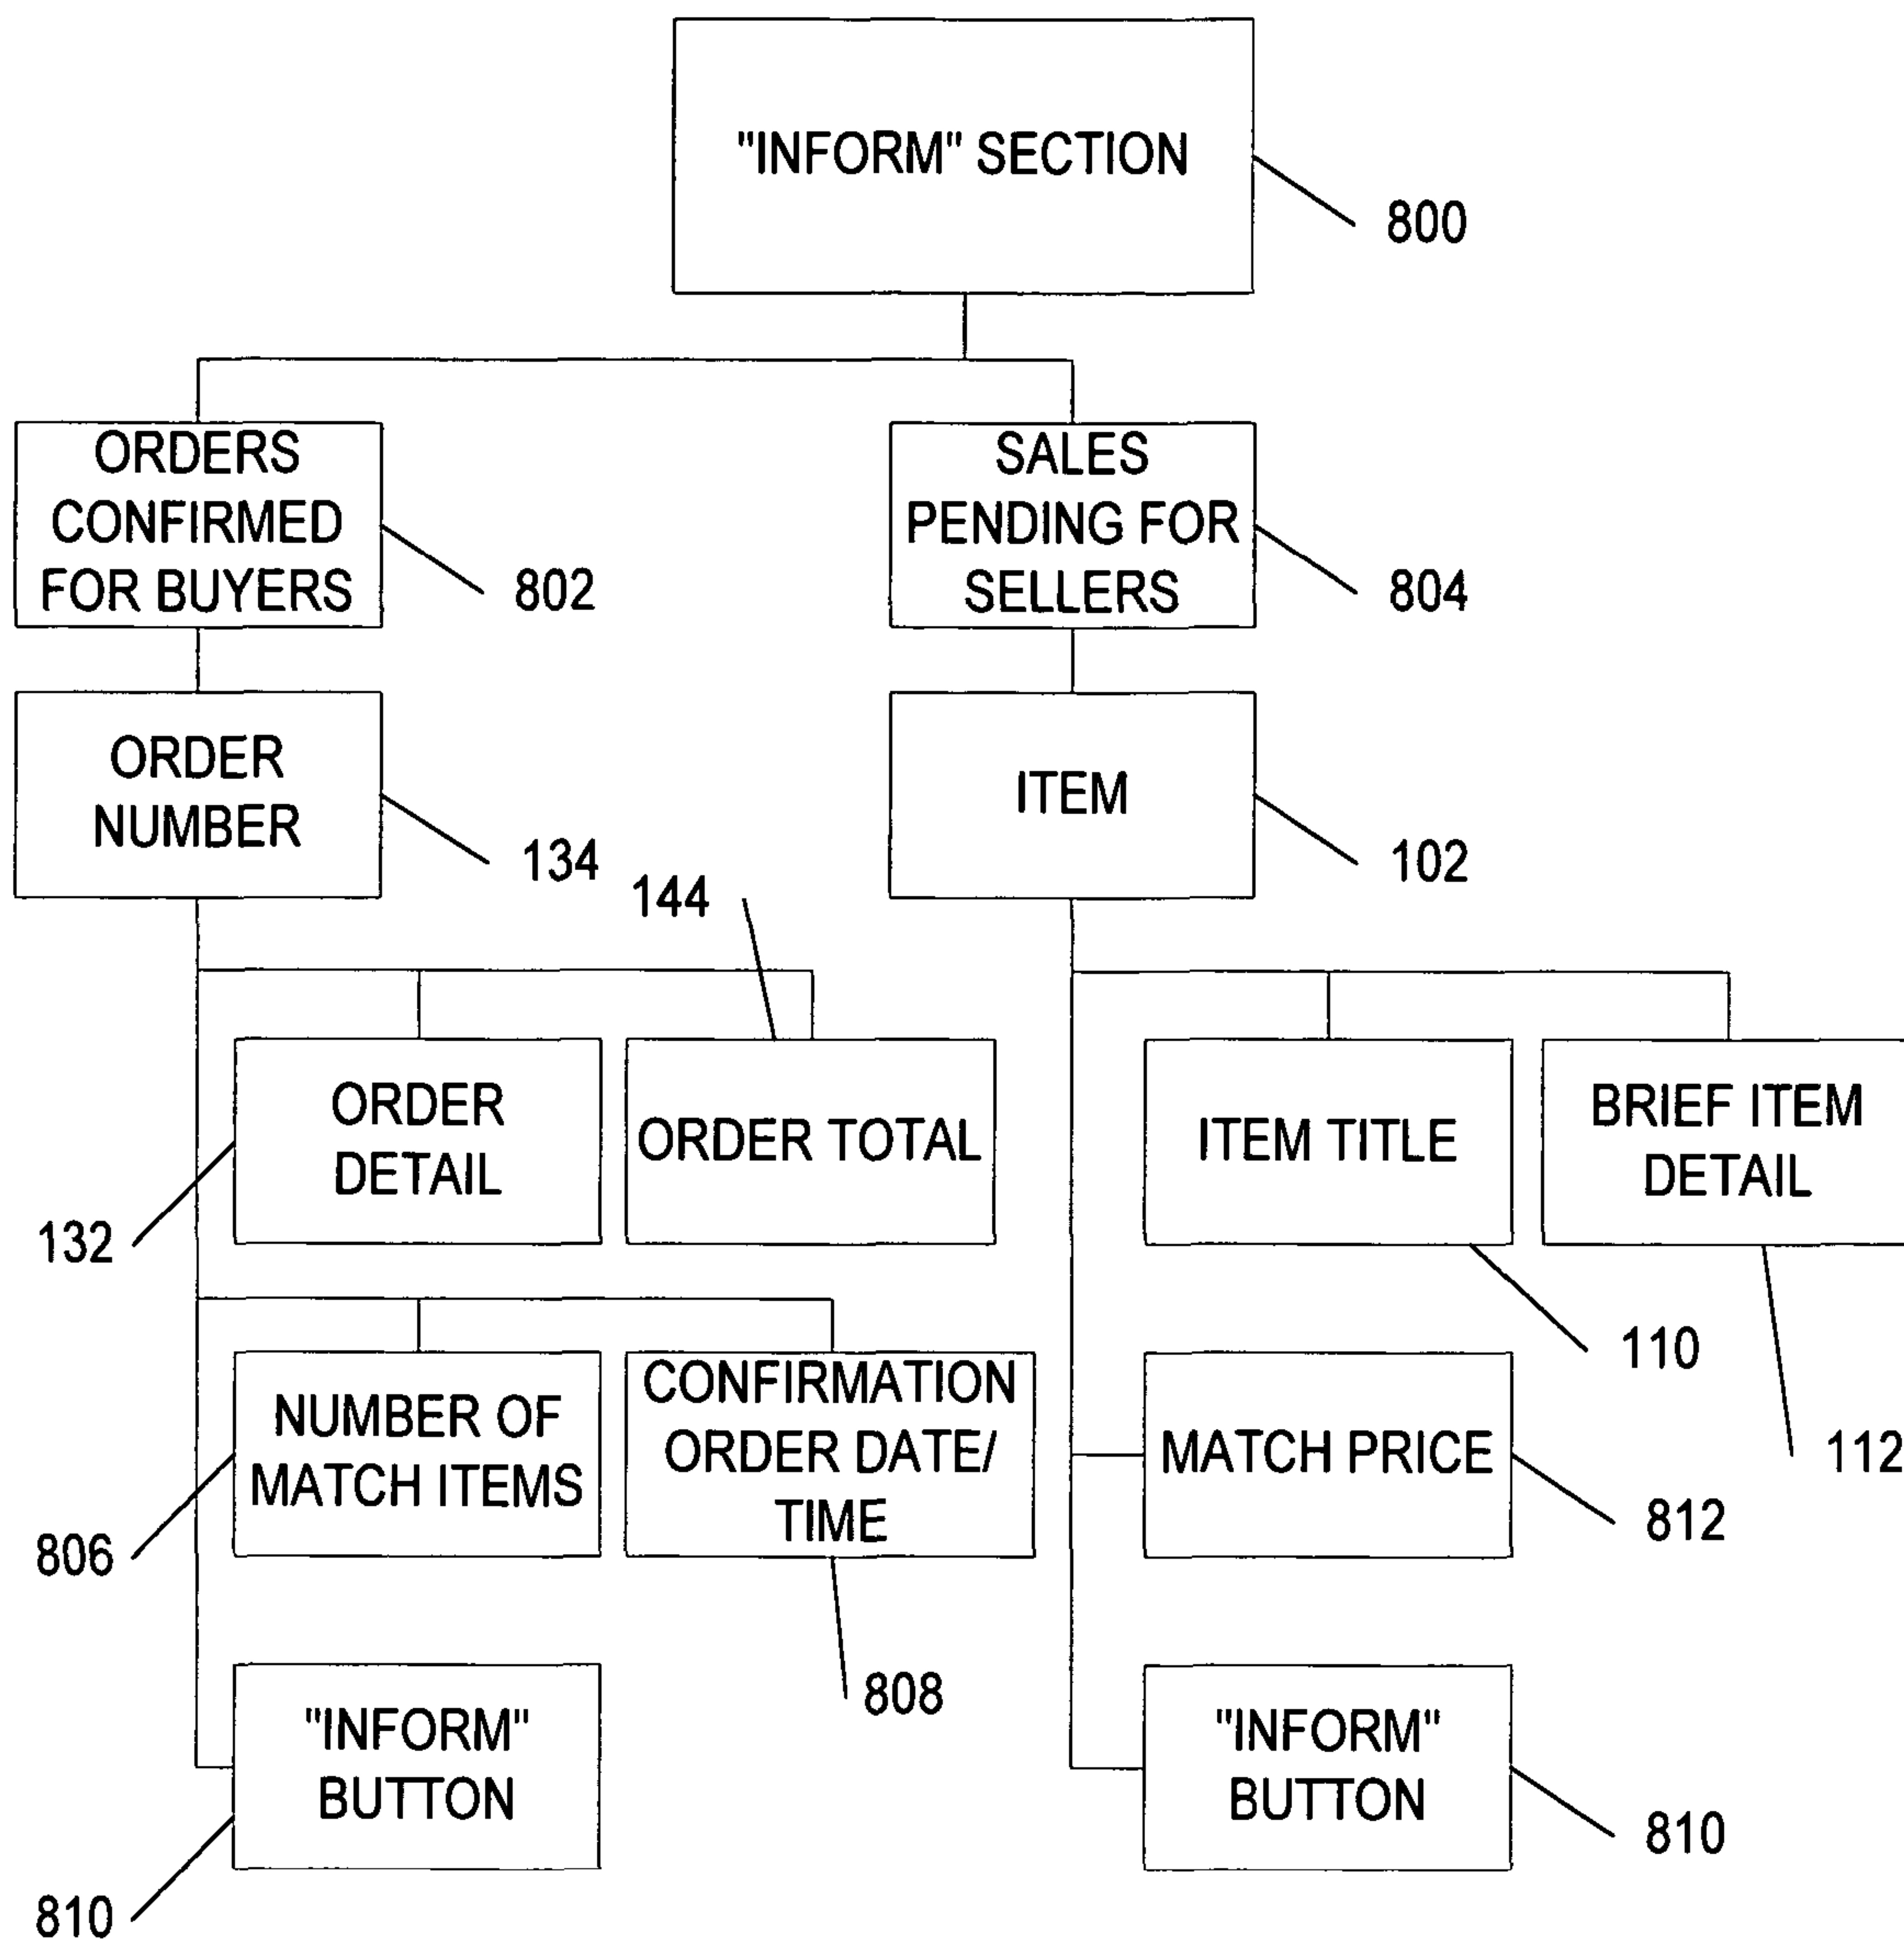 "INFORM" SECTION
800
ORDERS
CONFIRMED
FOR BUYERS
802
SALES
PENDING FOR
SELLERS
804
ORDER
NUMBER
134
ITEM
102
144
ORDER
DETAIL
132
ORDER TOTAL
ITEM TITLE
110
BRIEF ITEM
DETAIL
112
NUMBER OF
MATCH ITEMS
806
CONFIRMATION
ORDER DATE/
TIME
808
MATCH PRICE
812
"INFORM"
BUTTON
810
"INFORM"
BUTTON
810